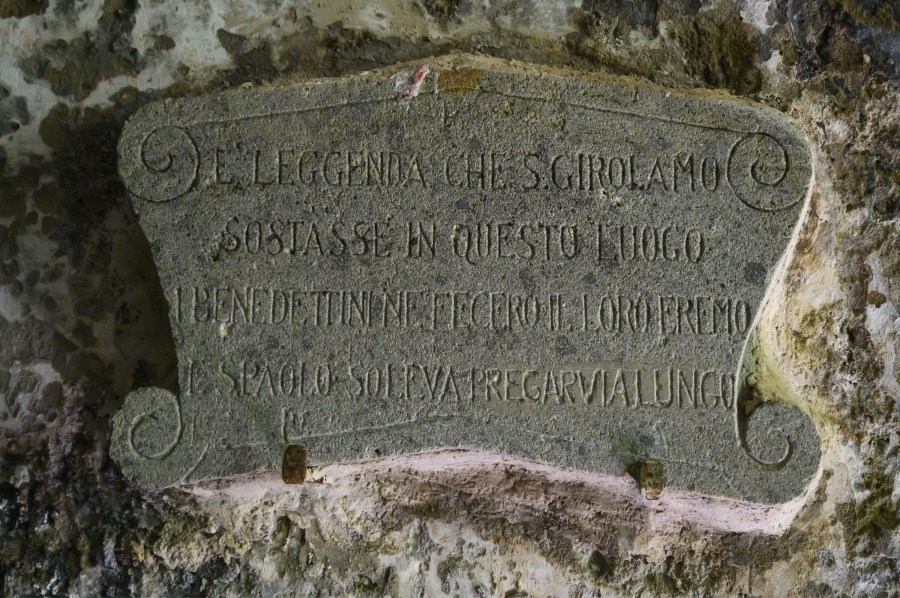 E' LEGGENDA CHE S. GIROLAMO
SOSTASSE IN QUESTO LUOGO
I BENEDETTINI NE FECERO IL LORO EREMO
E S. PAOLO SOLEVA PREGARVI A LUNGO